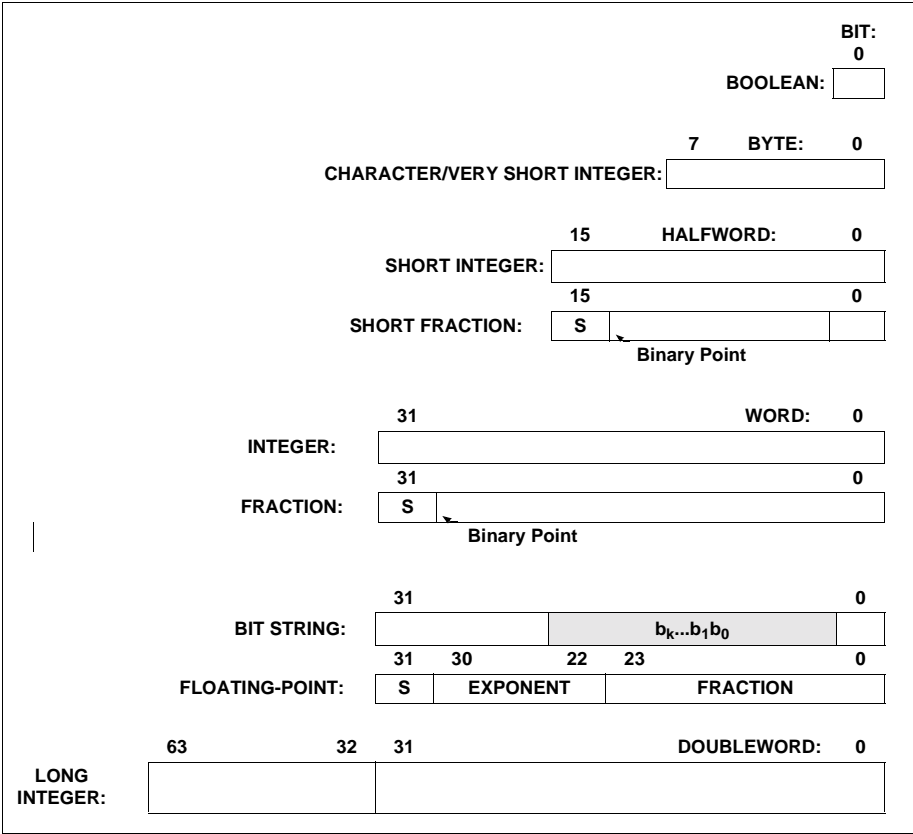 BIT:
0
BOOLEAN:
7 BYTE: 0
CHARACTER/VERY SHORT INTEGER:
15 HALFWORD: 0
SHORT INTEGER:
15 0
SHORT FRACTION: S
Binary Point
31 WORD: 0
INTEGER:
31 0
FRACTION: S
Binary Point
31 0
BIT STRING: bk...b1b0
31 30 22 23 0
FLOATING-POINT: S EXPONENT FRACTION
63 32 31 DOUBLEWORD: 0
LONG
INTEGER: